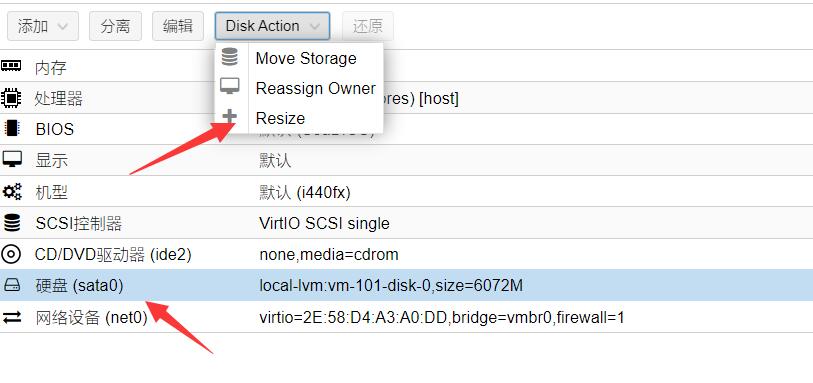 添加 分离 编辑 Disk Action 还原
Move Storage
Reassign Owner
Resize
内存
处理器 res) [host]
BIOS 默认
显示 默认
机型 默认 (i440fx)
SCSI控制器 VirtIO SCSI single
CD/DVD驱动器 (ide2) none,media=cdrom
硬盘 (sata0) local-lvm:vm-101-disk-0,size=6072M
网络设备 (net0) virtio=2E:58:D4:A3:A0:DD,bridge=vmbr0,firewall=1